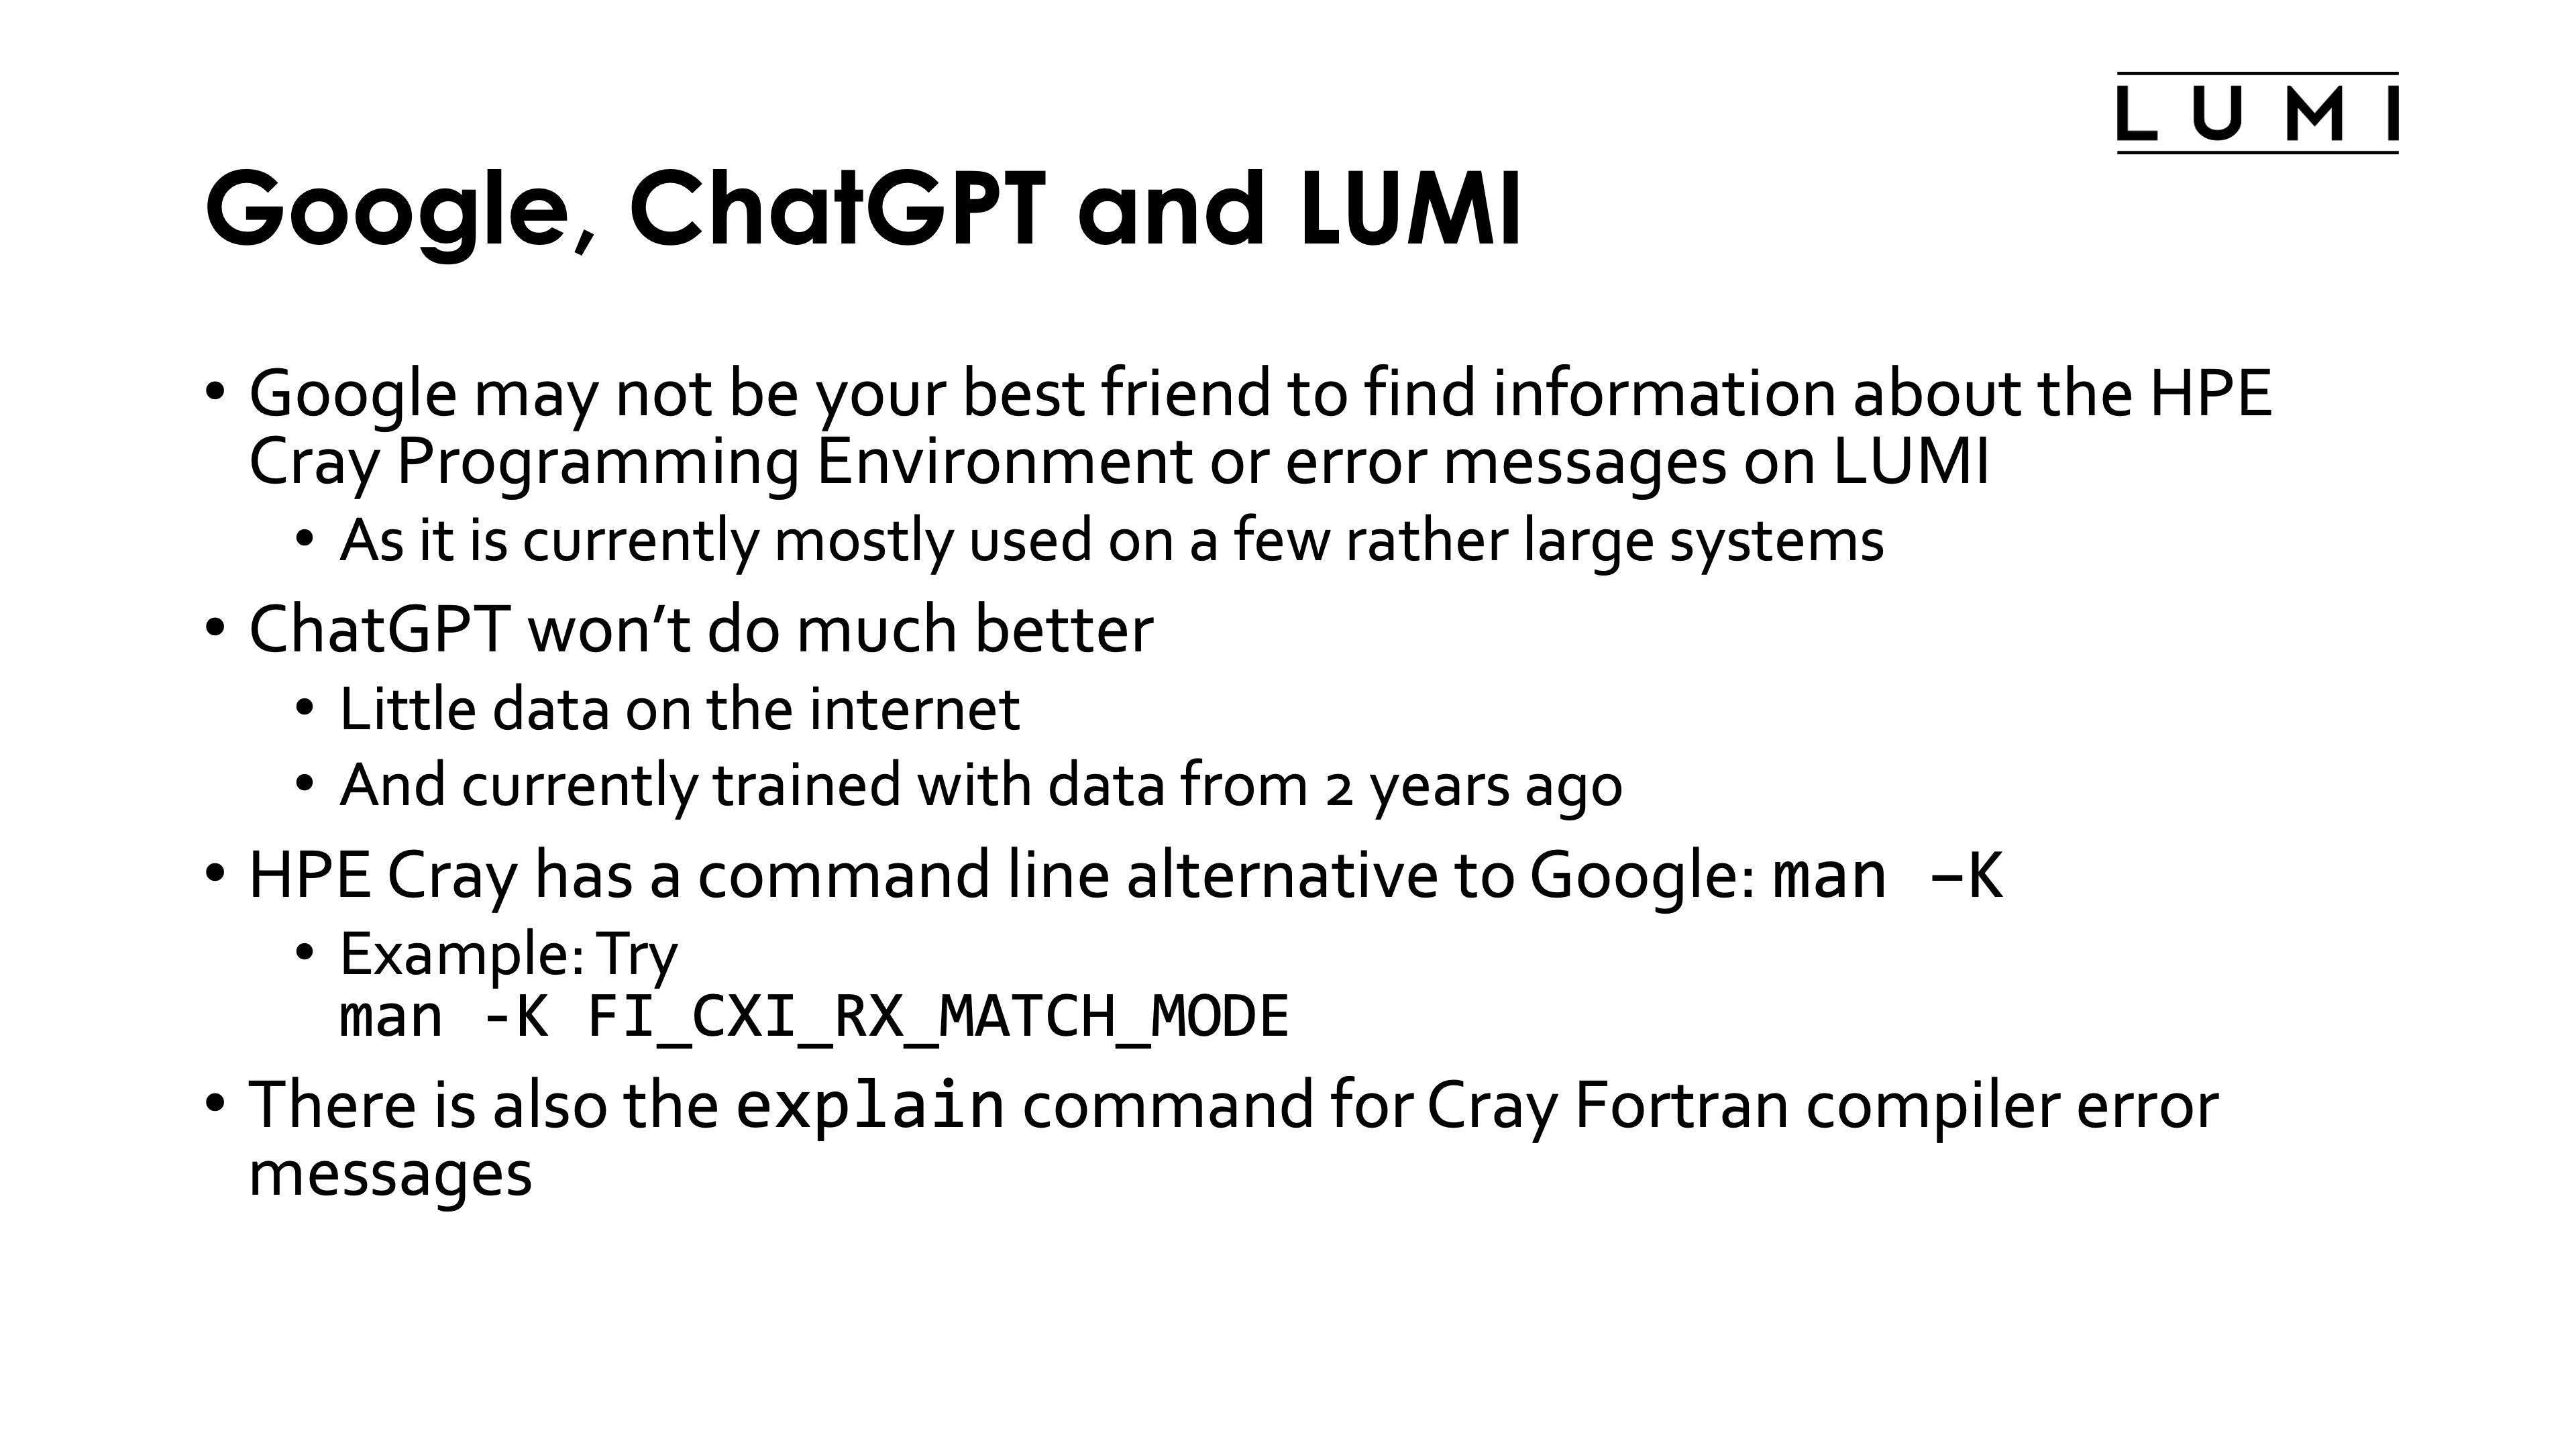 L U M I
Google, ChatGPT and LUMI
• Google may not be your best friend to find information about the HPE
Cray Programming Environment or error messages on LUMI
• As it is currently mostly used on a few rather large systems
• ChatGPT won’t do much better
• Little data on the internet
• And currently trained with data from 2 years ago
• HPE Cray has a command line alternative to Google: man –K
• Example: Try
man -K FI_CXI_RX_MATCH_MODE
• There is also the explain command for Cray Fortran compiler error
messages